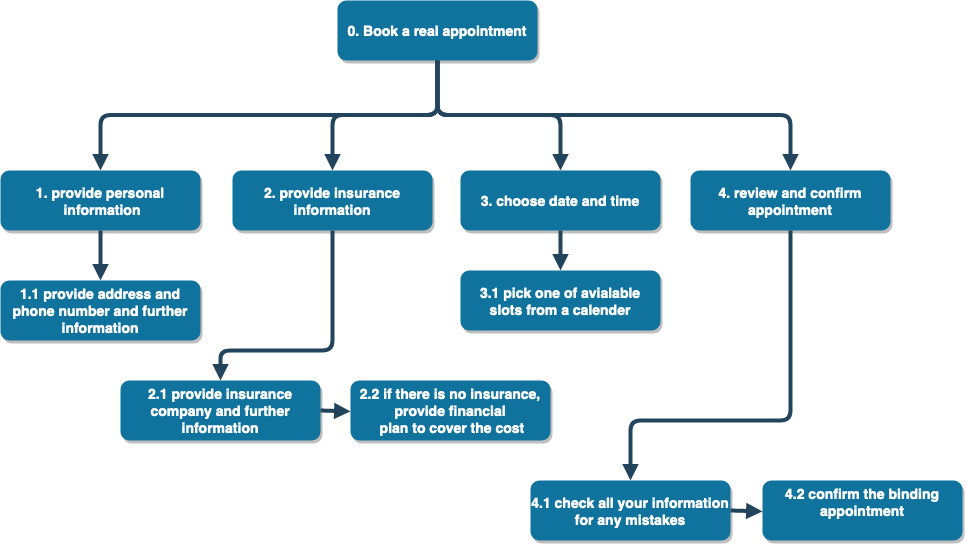 0. Book a real appointment
1. provide personal
information
2. provide insurance
information
3. choose date and time
4. review and confirm
appointment
1.1 provide address and
phone number and further
information
3.1 pick one of avialable
slots from a calender
2.1 provide insurance
company and further
information
2.2 if there is no insurance,
provide financial
plan to cover the cost
4.1 check all your information
for any mistakes
4.2 confirm the binding
appointment